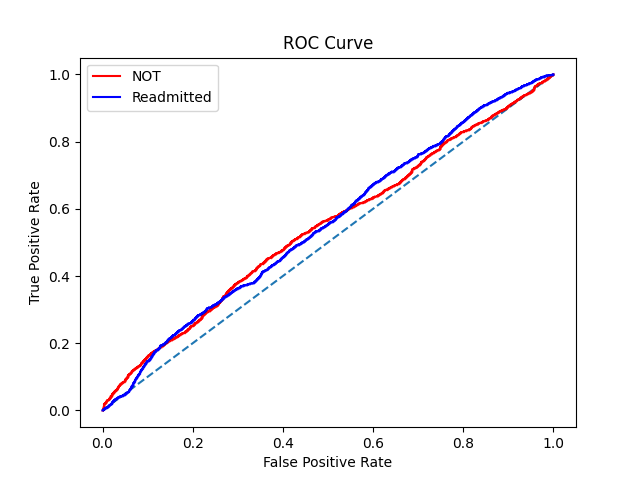 ROC Curve
NOT
Readmitted
True Positive Rate
1.0
0.8
0.6
0.4
0.2
0.0
0.0 0.2 0.4 0.6 0.8 1.0
False Positive Rate